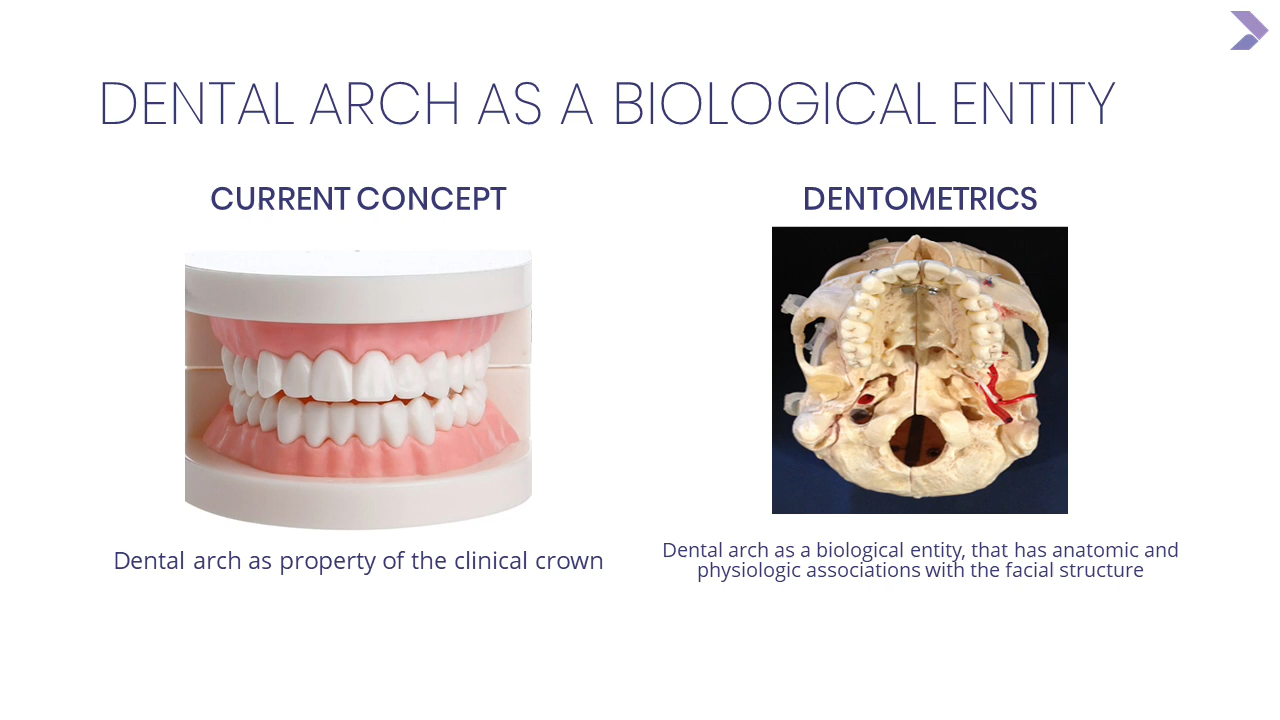 DENTAL ARCH AS A BIOLOGICAL ENTITY
CURRENT CONCEPT
Dental arch as property of the clinical crown
DENTOMETRICS
Dental arch as a biological entity, that has anatomic and
physiologic associations with the facial structure